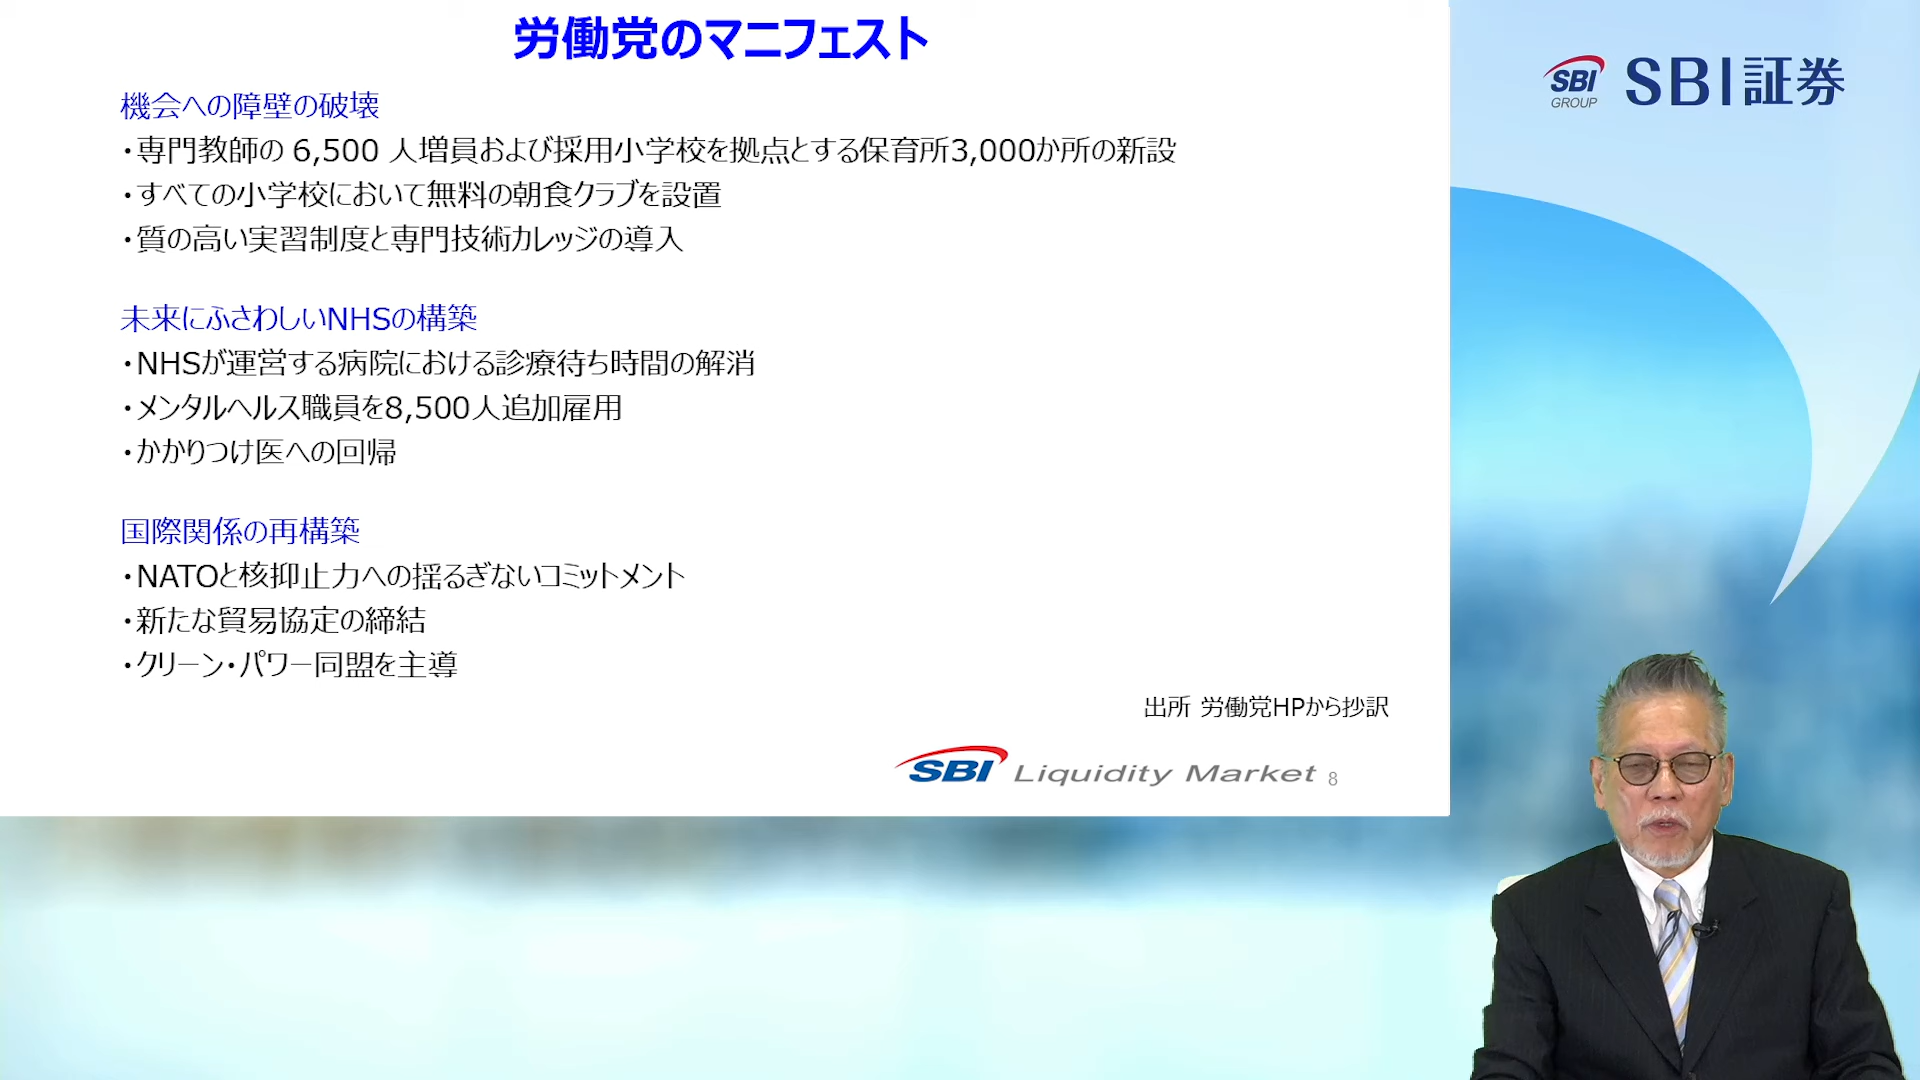 労働党のマニフェスト
機会への障壁の破壊
・専門教師の 6,500 人増員および採用小学校を拠点とする保育所3,000か所の新設
・すべての小学校において無料の朝食クラブを設置
・質の高い実習制度と専門技術カレッジの導入
未来にふさわしいNHSの構築
・NHSが運営する病院における診療待ち時間の解消
・メンタルヘルス職員を8,500人追加雇用
・かかりつけ医への回帰
国際関係の再構築
・NATOと核抑止力への揺るぎないコミットメント
・新たな貿易協定の締結
・クリーン・パワー同盟を主導
出所 労働党HPから抄訳
SBI Liquidity Market 8
SBI
GROUP
SBI証券